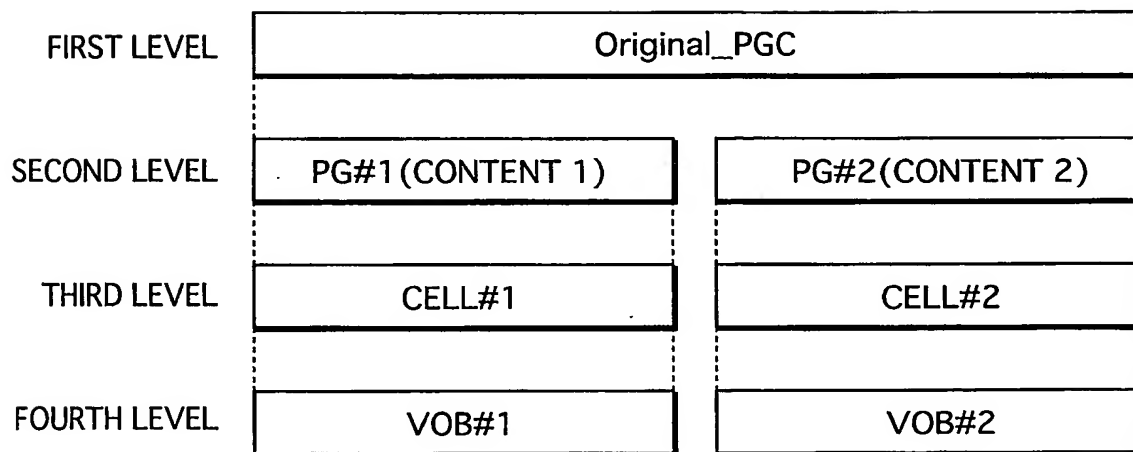 FIRST LEVEL Original_PGC
SECOND LEVEL PG#1(CONTENT 1) PG#2(CONTENT 2)
THIRD LEVEL CELL#1 CELL#2
FOURTH LEVEL VOB#1 VOB#2